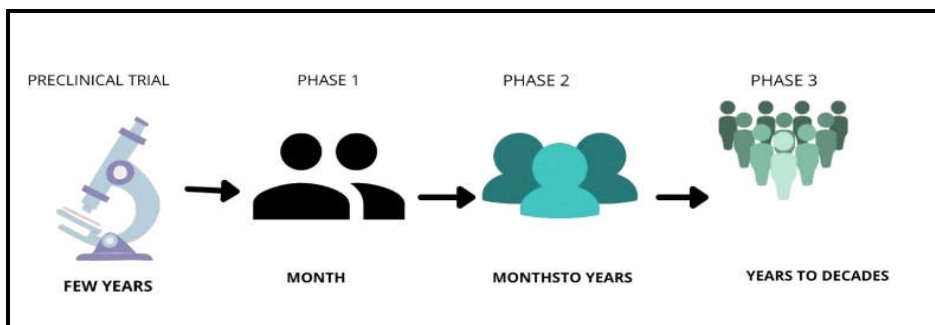 PRECLINICAL TRIAL
PHASE 1
PHASE 2
PHASE 3
FEW YEARS
MONTH
MONTHSTO YEARS
YEARS TO DECADES